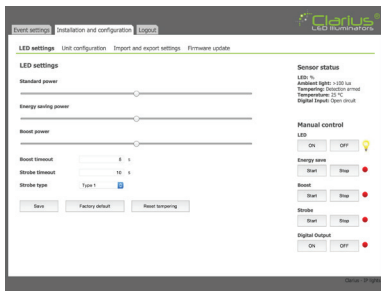 Clarius®
LED Illuminators
Event settings Installation and configuration Logout
LED settings Unit configuration Import and export settings Firmware update
LED settings
Standard power
Energy saving power
Boost power
Boost timeout 8 s
Strobe timeout 10 s
Strobe type Type 1
Save Factory default Reset tampering
Sensor status
LED: %
Ambient light: >100 lux
Tampering: Detection armed
Temperature: 25 °C
Digital Input: Open circuit
Manual control
LED
ON OFF
Energy save
Start Stop
Boost
Start Stop
Strobe
Start Stop
Digital Output
ON OFF
Clarius - IP lights